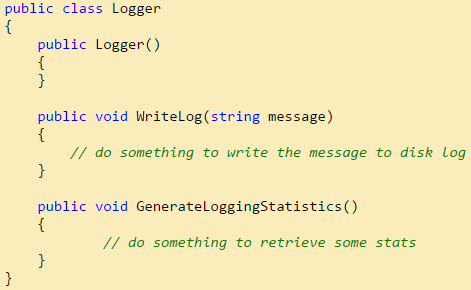 public class Logger
{
    public Logger()
    {
    }

    public void WriteLog(string message)
    {
        // do something to write the message to disk log
    }

    public void GenerateLoggingStatistics()
    {
            // do something to retrieve some stats
    }
}